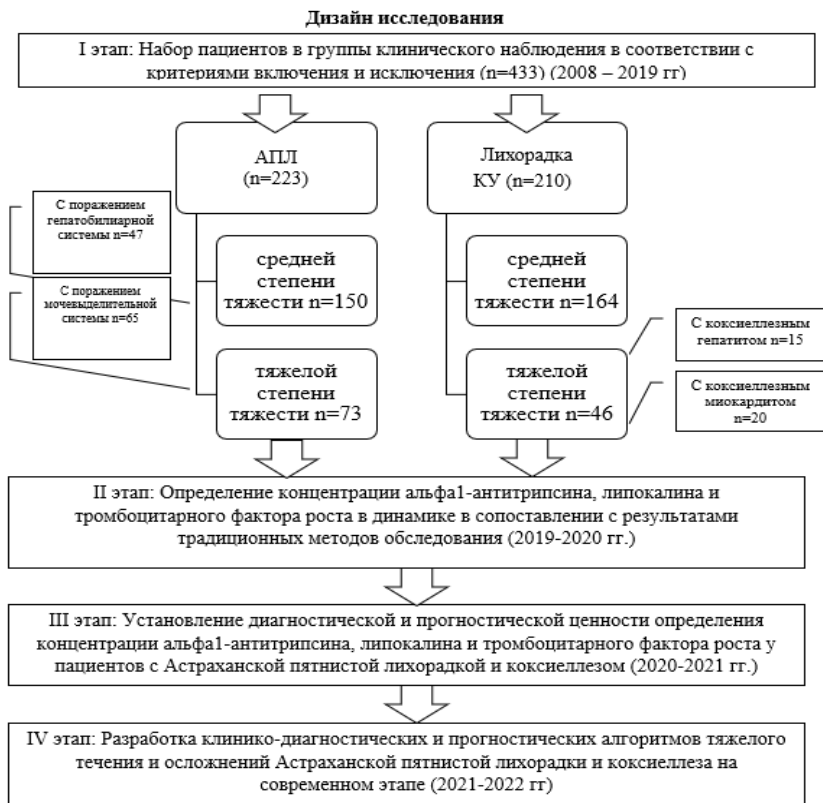 Дизайн исследования
I этап: Набор пациентов в группы клинического наблюдения в соответствии с
критериями включения и исключения (n=433) (2008 – 2019 гг)
АПЛ
(n=223)
Лихорадка
КУ (n=210)
С поражением
гепатобилиарной
системы n=47
С поражением
мочевыделительной
системы n=65
средней
степени
тяжести n=150
тяжелой
степени
тяжести n=73
средней
степени
тяжести n=164
тяжелой
степени
тяжести n=46
С коксиеллезным
гепатитом n=15
С коксиеллезным
миокардитом
n=20
II этап: Определение концентрации альфа1-антитрипсина, липокалина и
тромбоцитарного фактора роста в динамике в сопоставлении с результатами
традиционных методов обследования (2019-2020 гг.)
III этап: Установление диагностической и прогностической ценности определения
концентрации альфа1-антитрипсина, липокалина и тромбоцитарного фактора роста у
пациентов с Астраханской пятнистой лихорадкой и коксиеллезом (2020-2021 гг.)
IV этап: Разработка клинико-диагностических и прогностических алгоритмов тяжелого
течения и осложнений Астраханской пятнистой лихорадки и коксиеллеза на
современном этапе (2021-2022 гг)